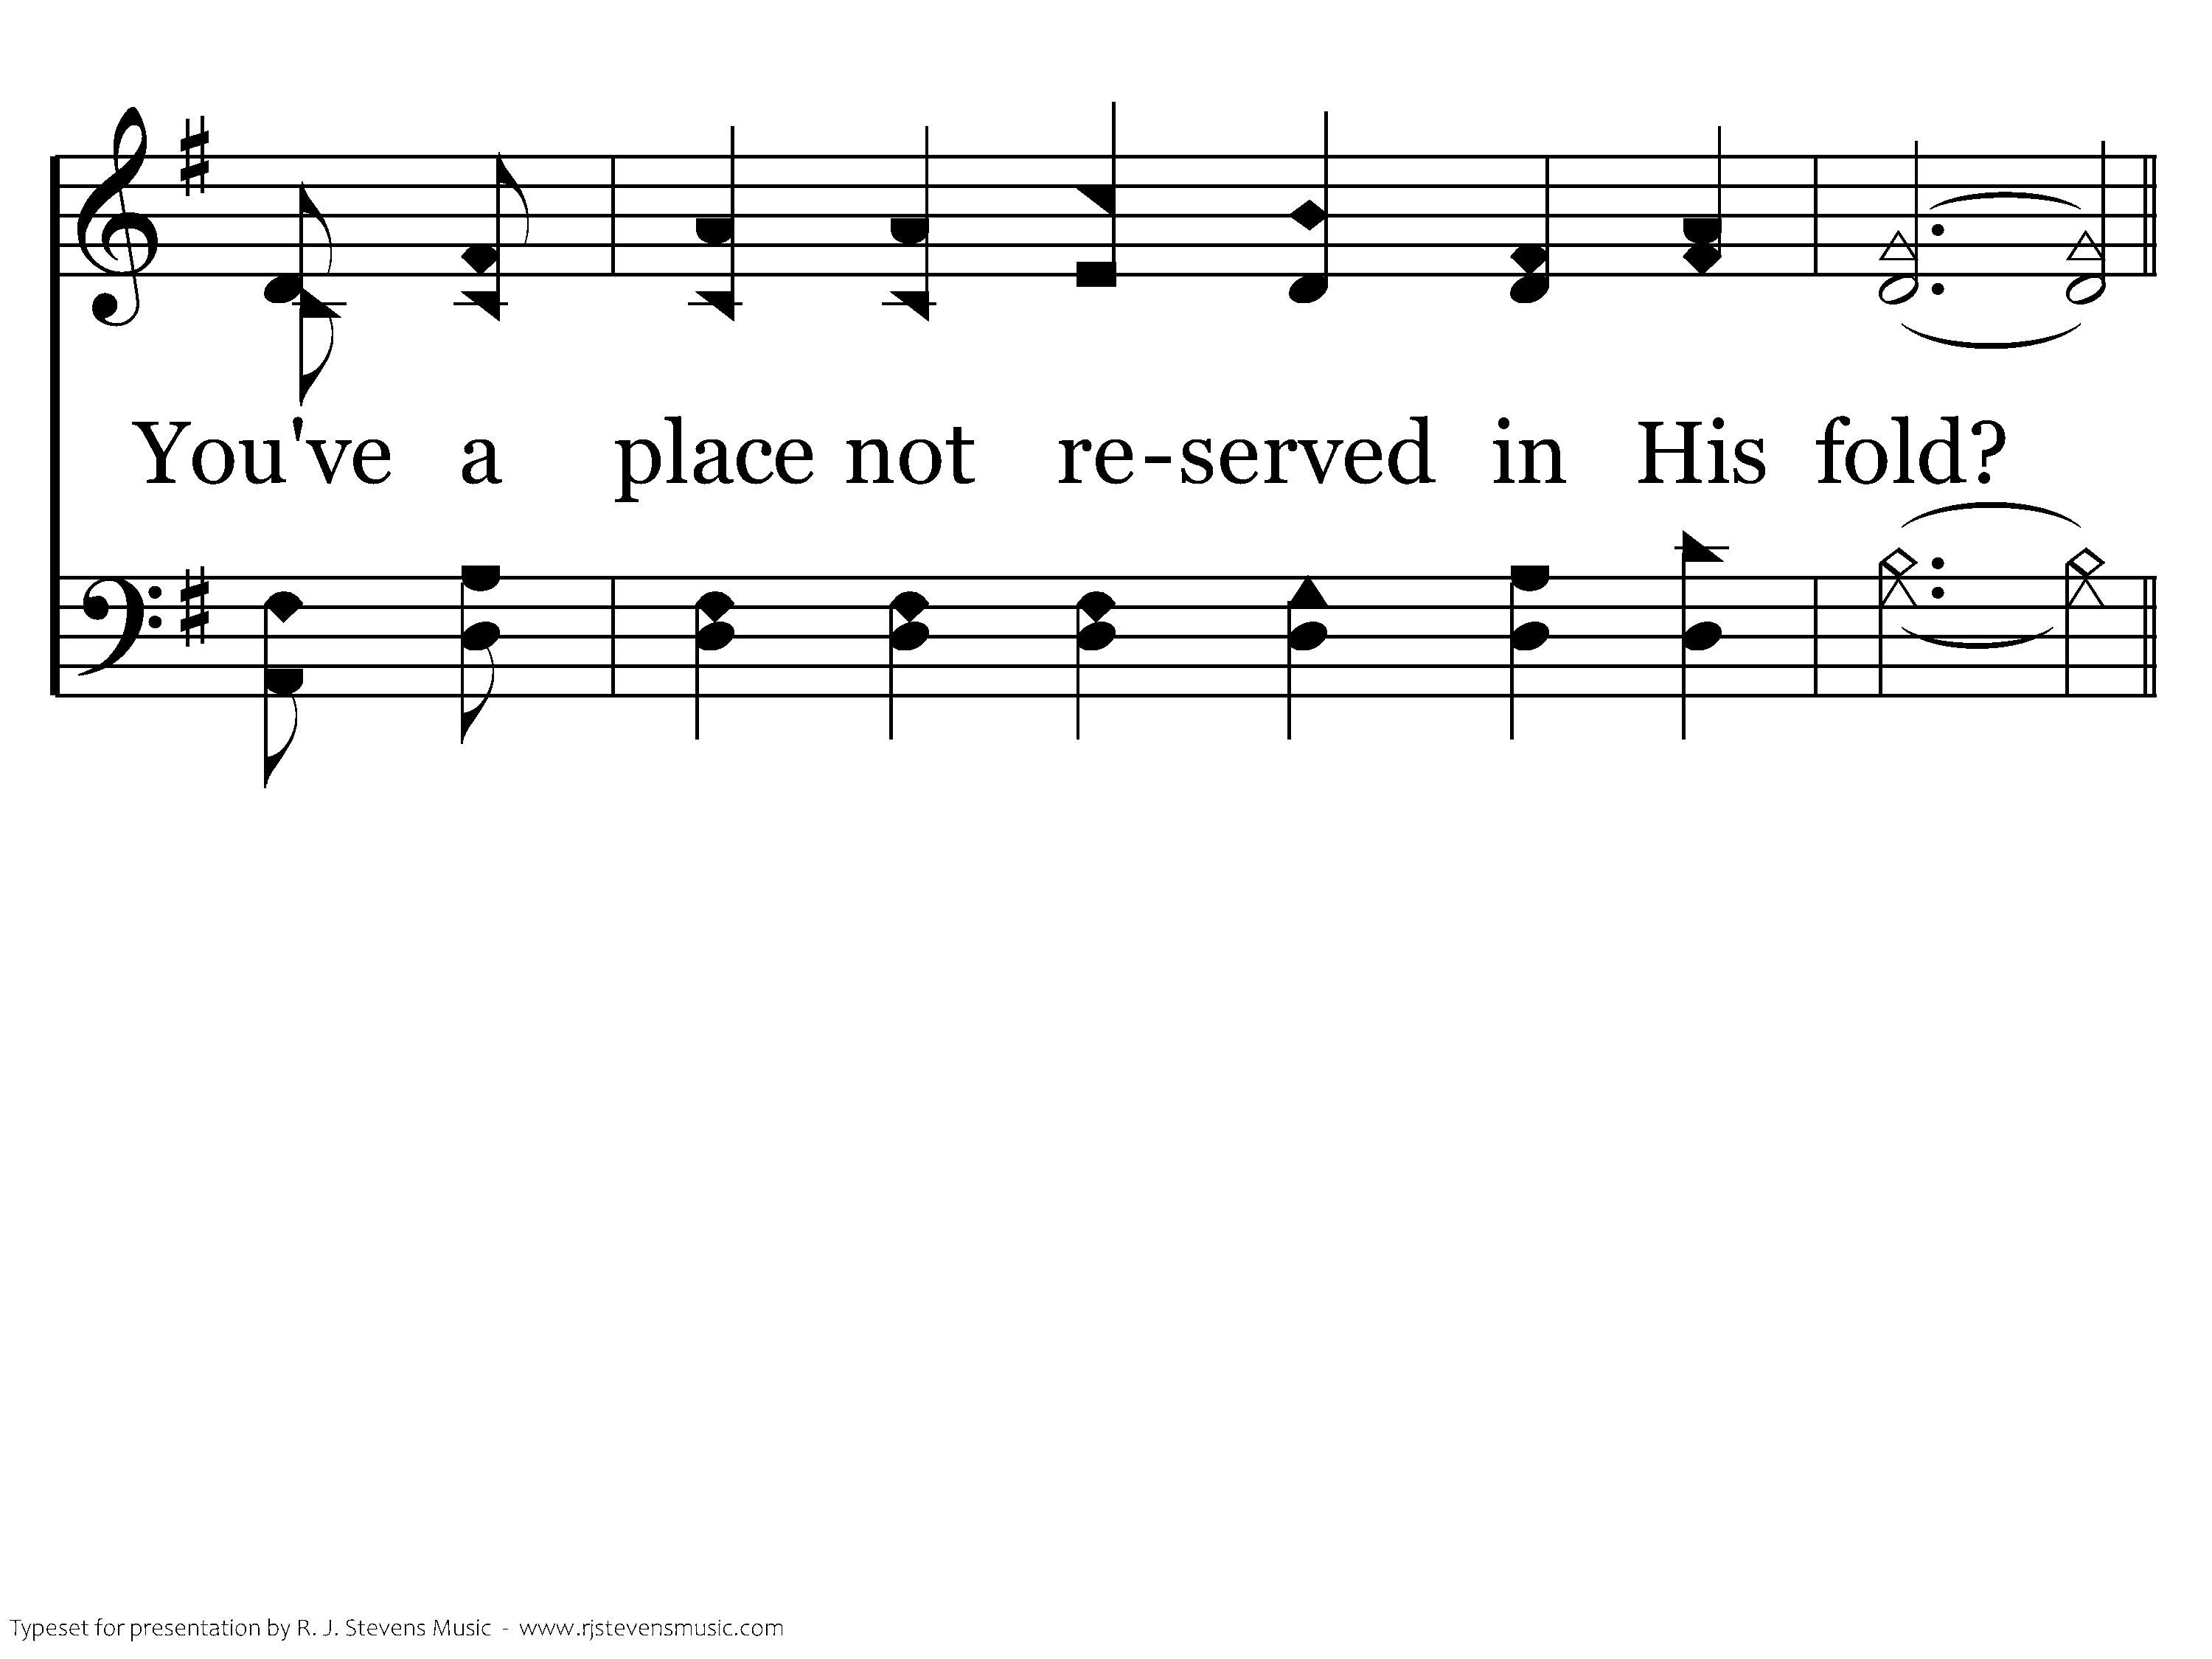 You've a place not re-served in His fold?
Typeset for presentation by R. J. Stevens Music - www.rjstevensmusic.com